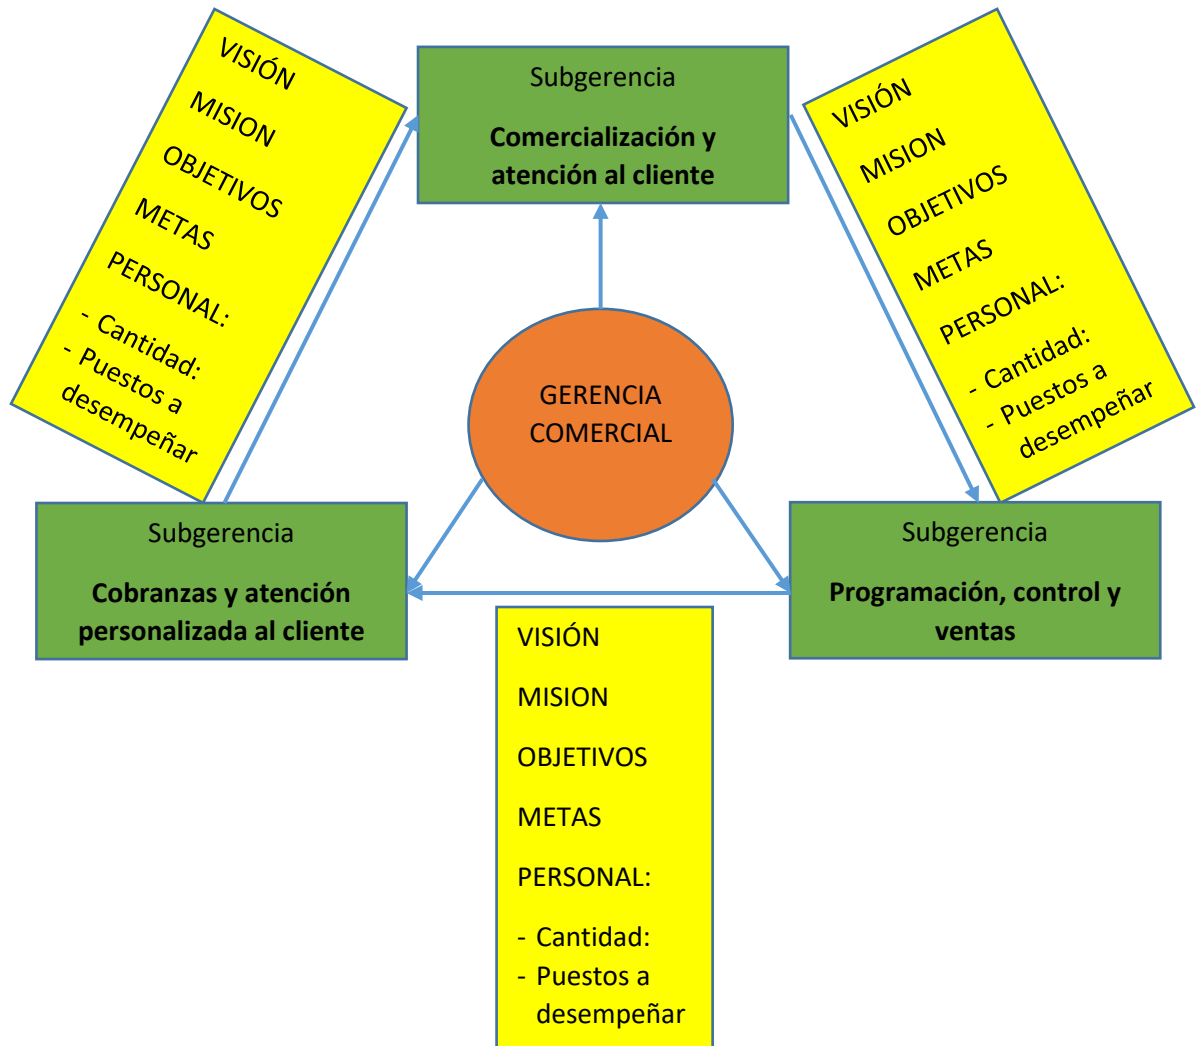 VISIÓN
MISION
OBJETIVOS
METAS
PERSONAL:
- Cantidad:
- Puestos a
desempeñar
Subgerencia
Comercialización y
atención al cliente
VISIÓN
MISION
OBJETIVOS
METAS
PERSONAL:
- Cantidad:
- Puestos a
desempeñar
GERENCIA
COMERCIAL
Subgerencia
Cobranzas y atención
personalizada al cliente
Subgerencia
Programación, control y
ventas
VISIÓN
MISION
OBJETIVOS
METAS
PERSONAL:
- Cantidad:
- Puestos a
desempeñar